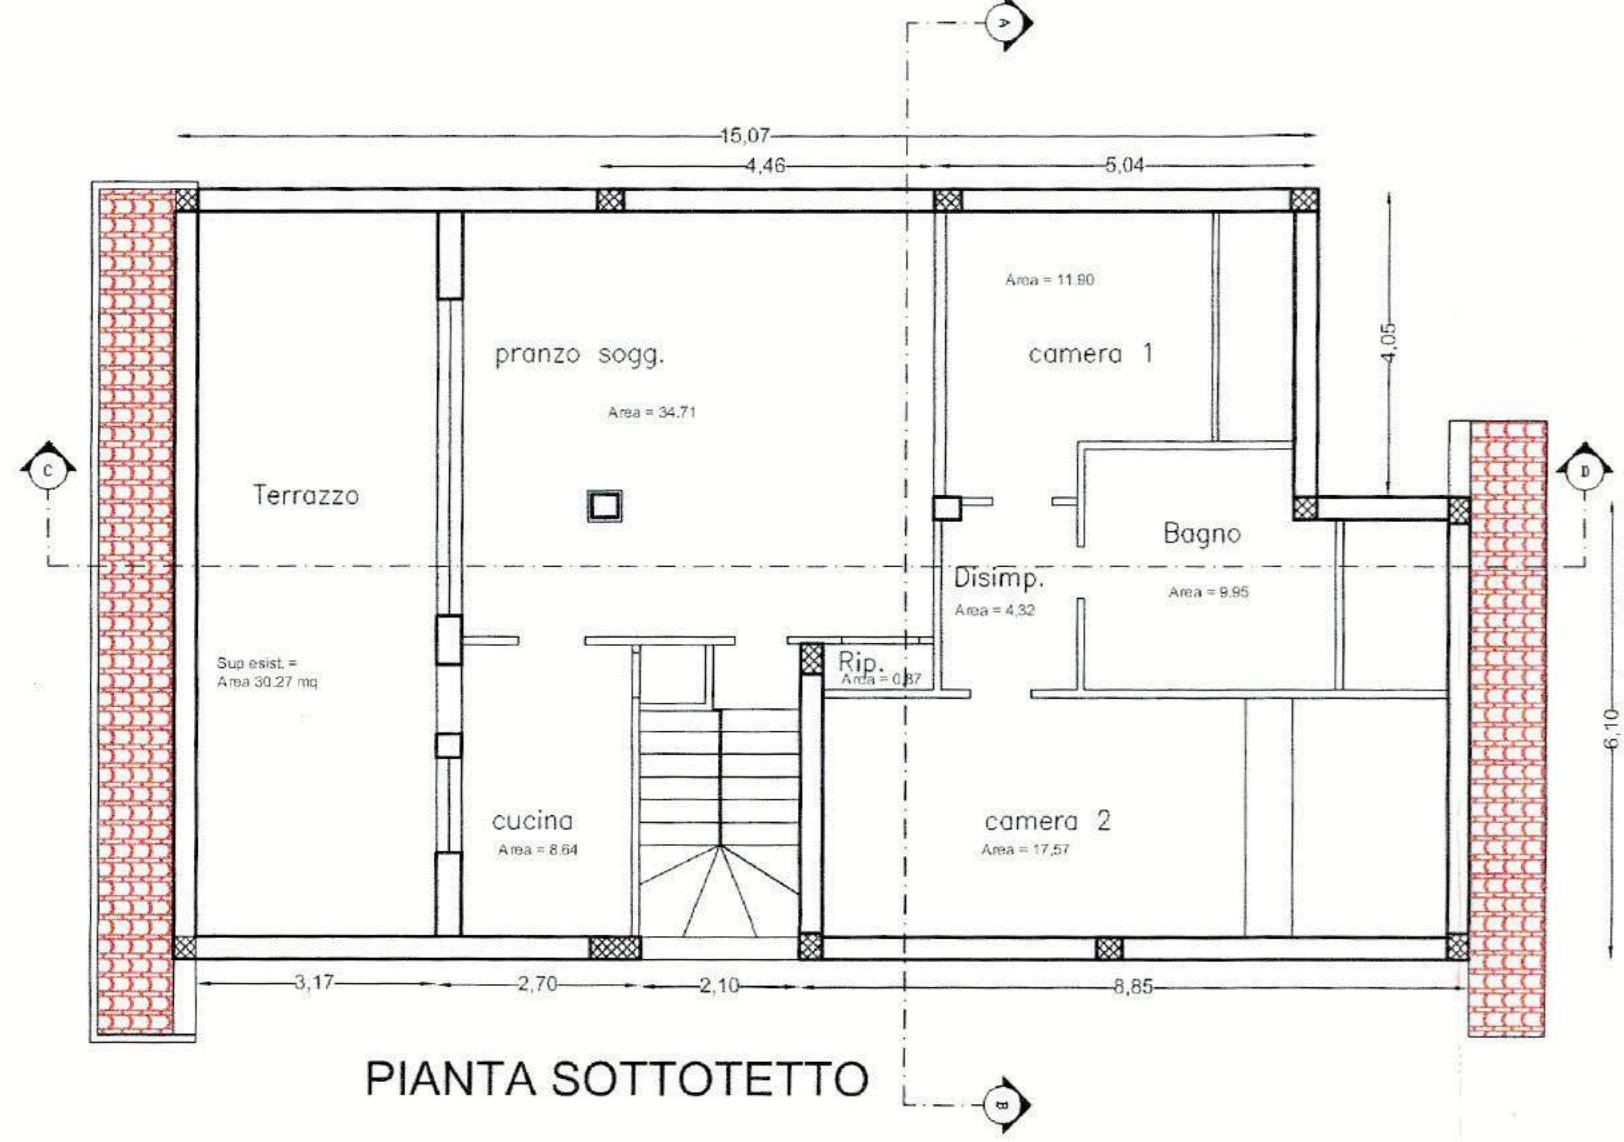 A
15,07
4,46
5,04
Area = 11.90
4,05
pranzo sogg.
camera 1
Area = 34.71
C
D
Terrazzo
Bagno
Disimp.
Area = 9.95
Area = 4,32
Sup esist. =
Area 30.27 mq
Rip.
Area = 0,87
6,10
cucina
camera 2
Area = 8.64
Area = 17,57
3,17
2,70
2,10
8,85
PIANTA SOTTOTETTO
B